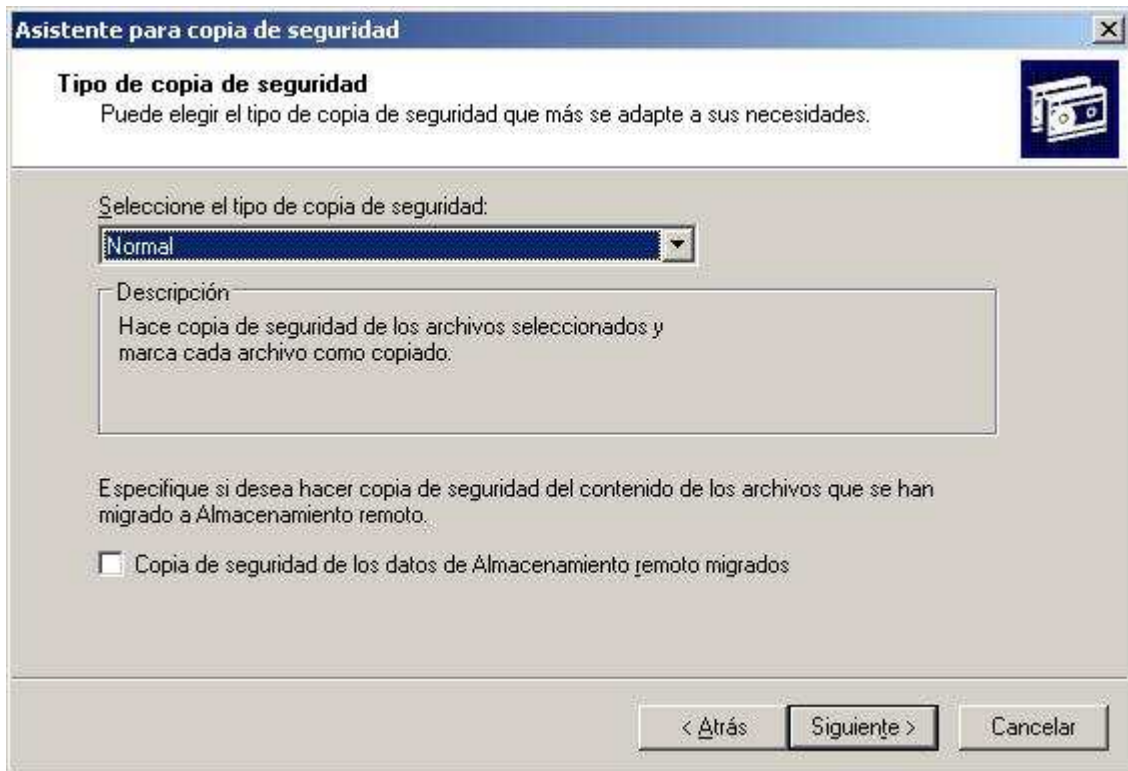 Asistente para copia de seguridad
Tipo de copia de seguridad
Puede elegir el tipo de copia de seguridad que más se adapte a sus necesidades.
Seleccione el tipo de copia de seguridad:
Normal
Descripción
Hace copia de seguridad de los archivos seleccionados y
marca cada archivo como copiado.
Especifique si desea hacer copia de seguridad del contenido de los archivos que se han
migrado a Almacenamiento remoto.
Copia de seguridad de los datos de Almacenamiento remoto migrados
< Atrás Siguiente > Cancelar